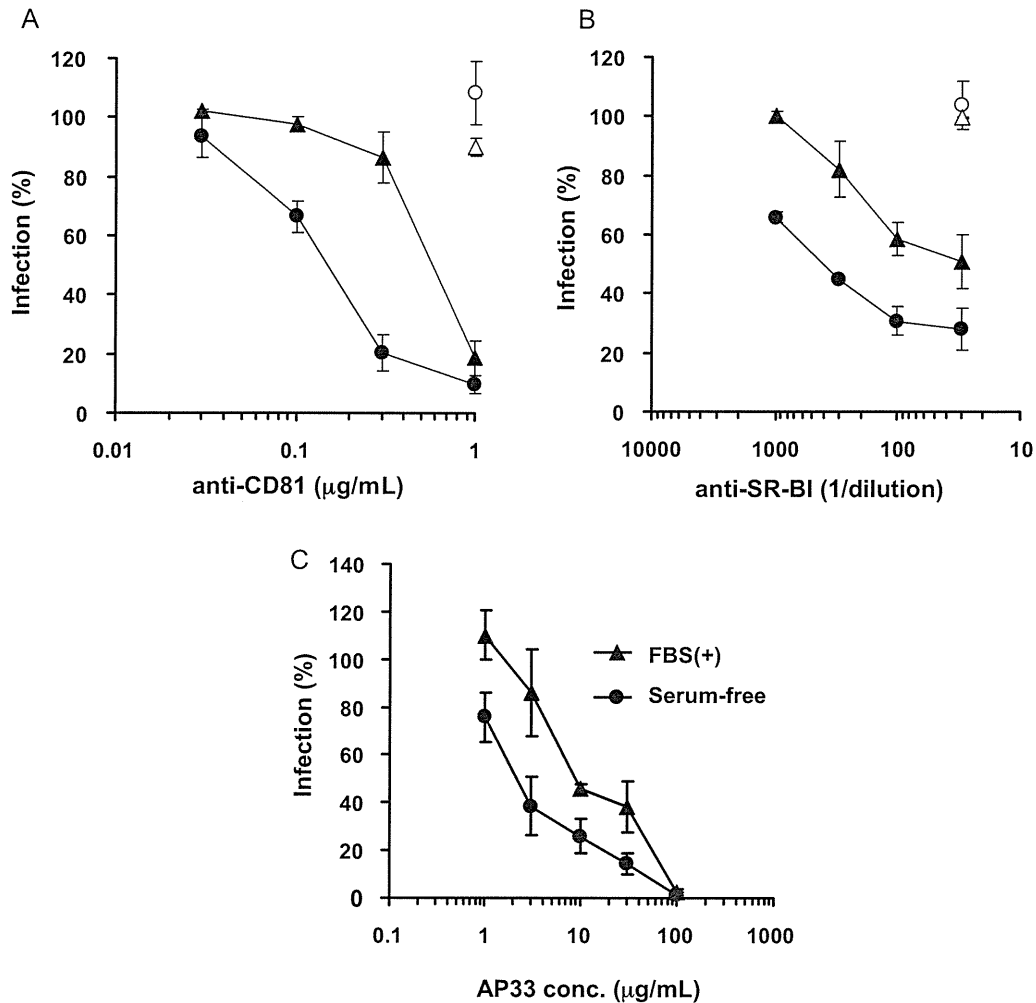 A
120
100
80
60
40
20
0
Infection (%)
0.01 0.1 1
anti-CD81 (μg/mL)
B
120
100
80
60
40
20
0
Infection (%)
10000 1000 100 10
anti-SR-BI (1/dilution)
C
140
120
100
80
60
40
20
0
Infection (%)
FBS(+)
Serum-free
0.1 1 10 100 1000
AP33 conc. (μg/mL)